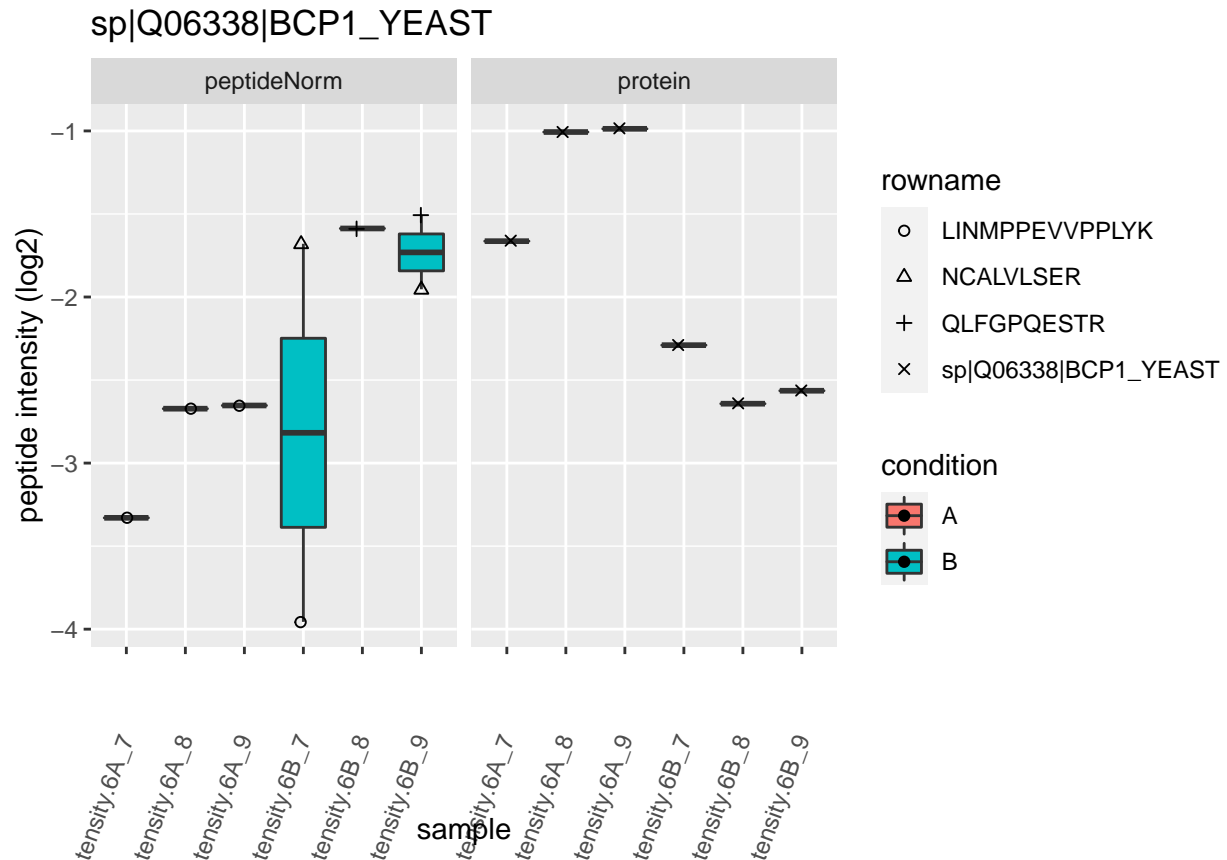 sp|Q06338|BCP1_YEAST
peptideNorm
protein
peptide intensity (log2)
−1
−2
−3
−4
tensity.6A_7
tensity.6A_8
tensity.6A_9
tensity.6B_7
tensity.6B_8
tensity.6B_9
tensity.6A_7
tensity.6A_8
tensity.6A_9
tensity.6B_7
tensity.6B_8
tensity.6B_9
sample
rowname
LINMPPEVVPPLYK
NCALVLSER
QLFGPQESTR
sp|Q06338|BCP1_YEAST
condition
A
B